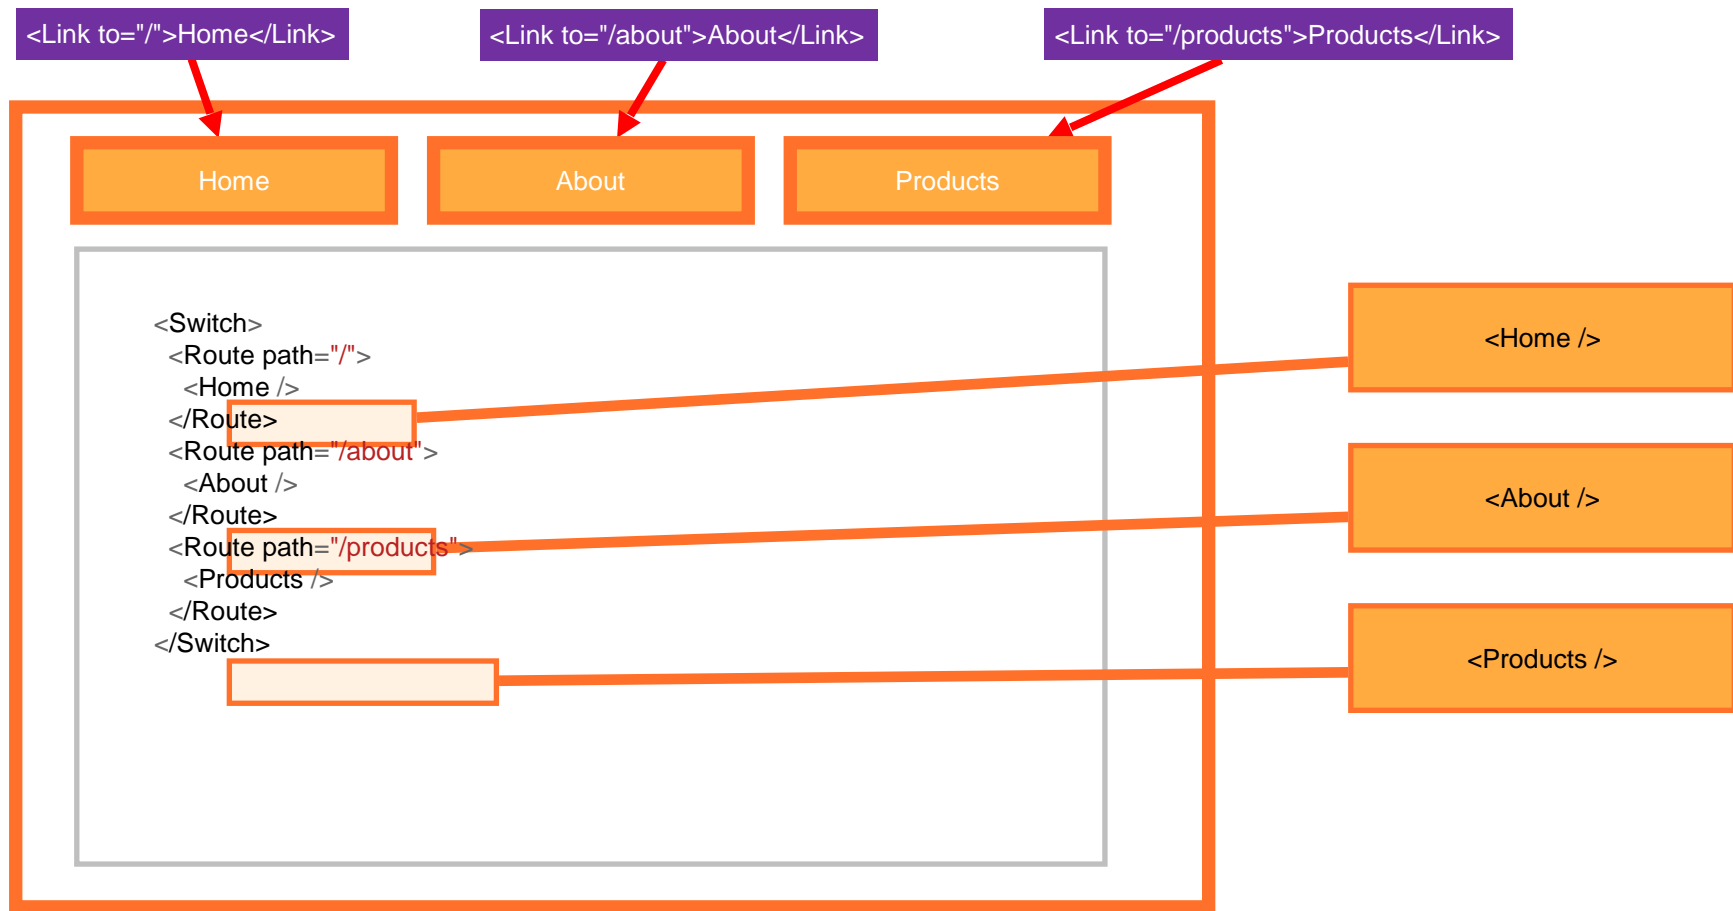 <Link to="/">Home</Link>
<Link to="/about">About</Link>
<Link to="/products">Products</Link>
Home
About
Products
<Switch>
<Route path="/">
<Home />
</Route>
<Route path="/about">
<About />
</Route>
<Route path="/products">
<Products />
</Route>
</Switch>
<Home />
<About />
<Products />